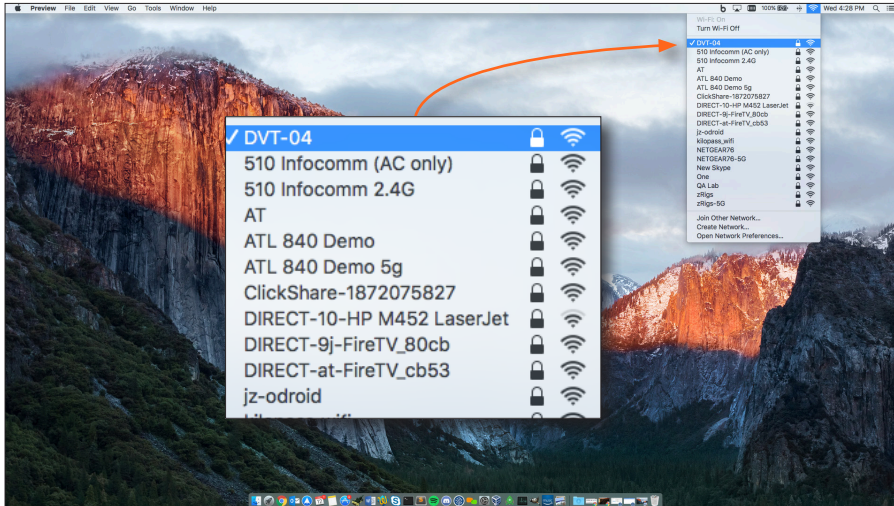 Preview File Edit View Go Tools Window Help
100% Wed 4:28 PM
Wi-Fi: On
Turn Wi-Fi Off
DVT-04
510 Infocomm (AC only)
510 Infocomm 2.4G
AT
ATL 840 Demo
ATL 840 Demo 5g
ClickShare-1872075827
DIRECT-10-HP M452 LaserJet
DIRECT-9j-FireTV_80cb
DIRECT-at-FireTV_cb53
jz-odroid
kilopass_wifi
NETGEAR76
NETGEAR76-5G
New Skype
One
QA Lab
zRigs
zRigs-5G
Join Other Network...
Create Network...
Open Network Preferences...
DVT-04
510 Infocomm (AC only)
510 Infocomm 2.4G
AT
ATL 840 Demo
ATL 840 Demo 5g
ClickShare-1872075827
DIRECT-10-HP M452 LaserJet
DIRECT-9j-FireTV_80cb
DIRECT-at-FireTV_cb53
jz-odroid